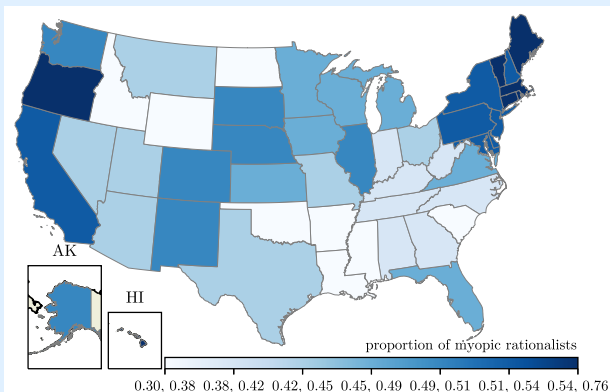 AK
HI
proportion of myopic rationalists
0.30, 0.38 0.38, 0.42 0.42, 0.45 0.45, 0.49 0.49, 0.51 0.51, 0.54 0.54, 0.76